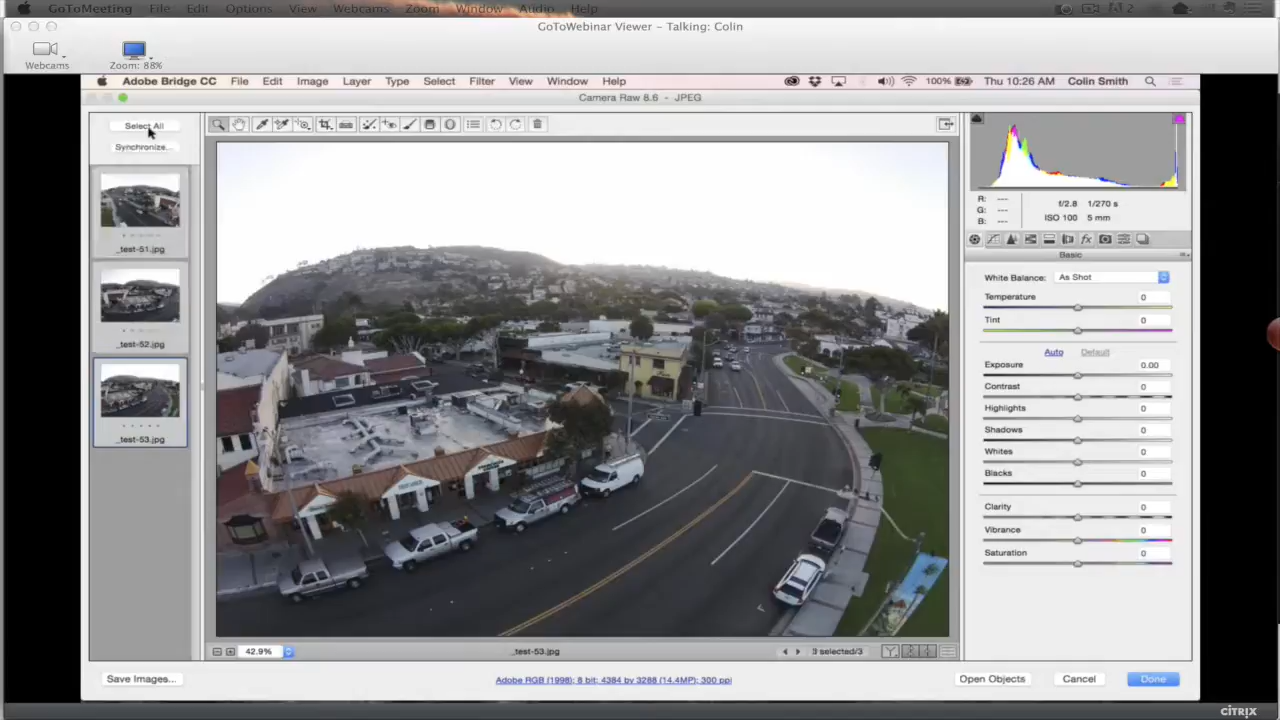 GoToMeeting File Edit Options View Webcams Zoom Window Audio Help
2
GoToWebinar Viewer – Talking: Colin
Webcams
Zoom: 88%
Adobe Bridge CC File Edit Image Layer Type Select Filter View Window Help
100% Thu 10:26 AM Colin Smith
Camera Raw 8.6 - JPEG
Select All
Synchronize...
_test-51.jpg
_test-52.jpg
_test-53.jpg
R: ---
G: ---
B: ---
f/2.8 1/270 s
ISO 100 5 mm
fx
Basic
White Balance: As Shot
Temperature 0
Tint 0
Auto Default
Exposure 0.00
Contrast 0
Highlights 0
Shadows 0
Whites 0
Blacks 0
Clarity 0
Vibrance 0
Saturation 0
42.9%
_test-53.jpg
selected/3
Y
Save Images...
Adobe RGB (1998); 8 bit; 4384 by 3288 (14.4MP); 300 ppi
Open Objects
Cancel
Done
CITRIX